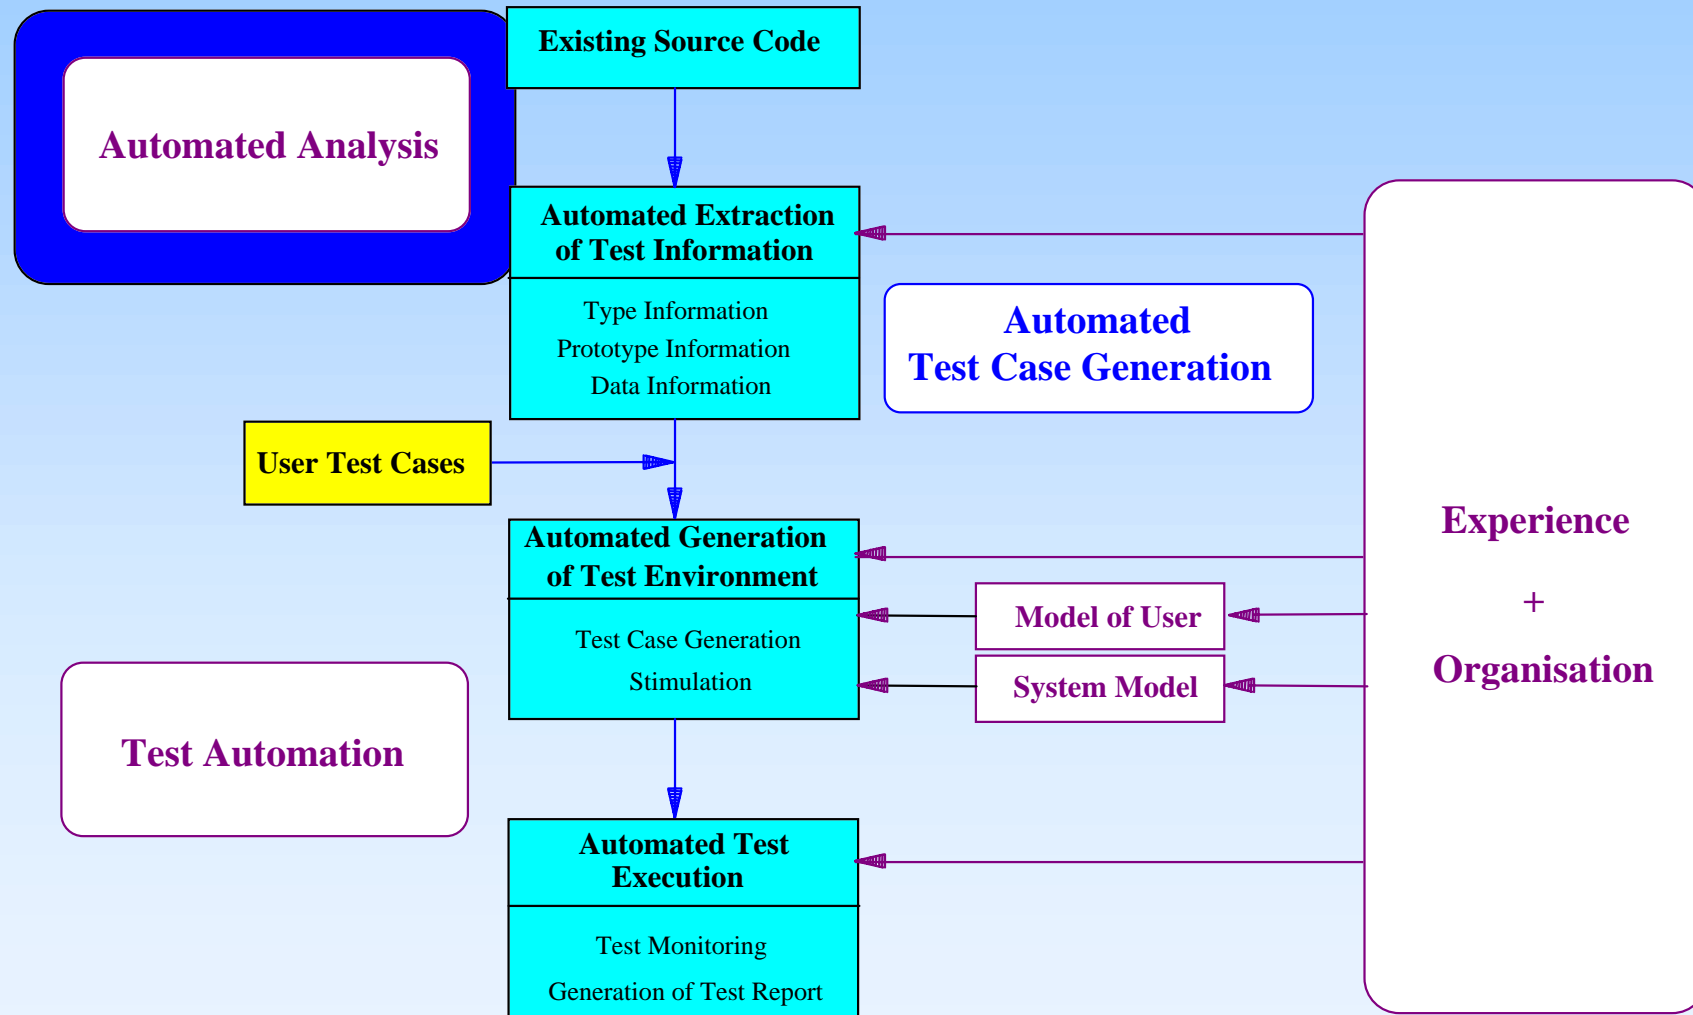 Existing Source Code
Automated Analysis
Automated Extraction
of Test Information
Type Information
Prototype Information
Data Information
Automated
Test Case Generation
User Test Cases
Automated Generation
of Test Environment
Test Case Generation
Stimulation
Model of User
System Model
Experience
+
Organisation
Test Automation
Automated Test
Execution
Test Monitoring
Generation of Test Report